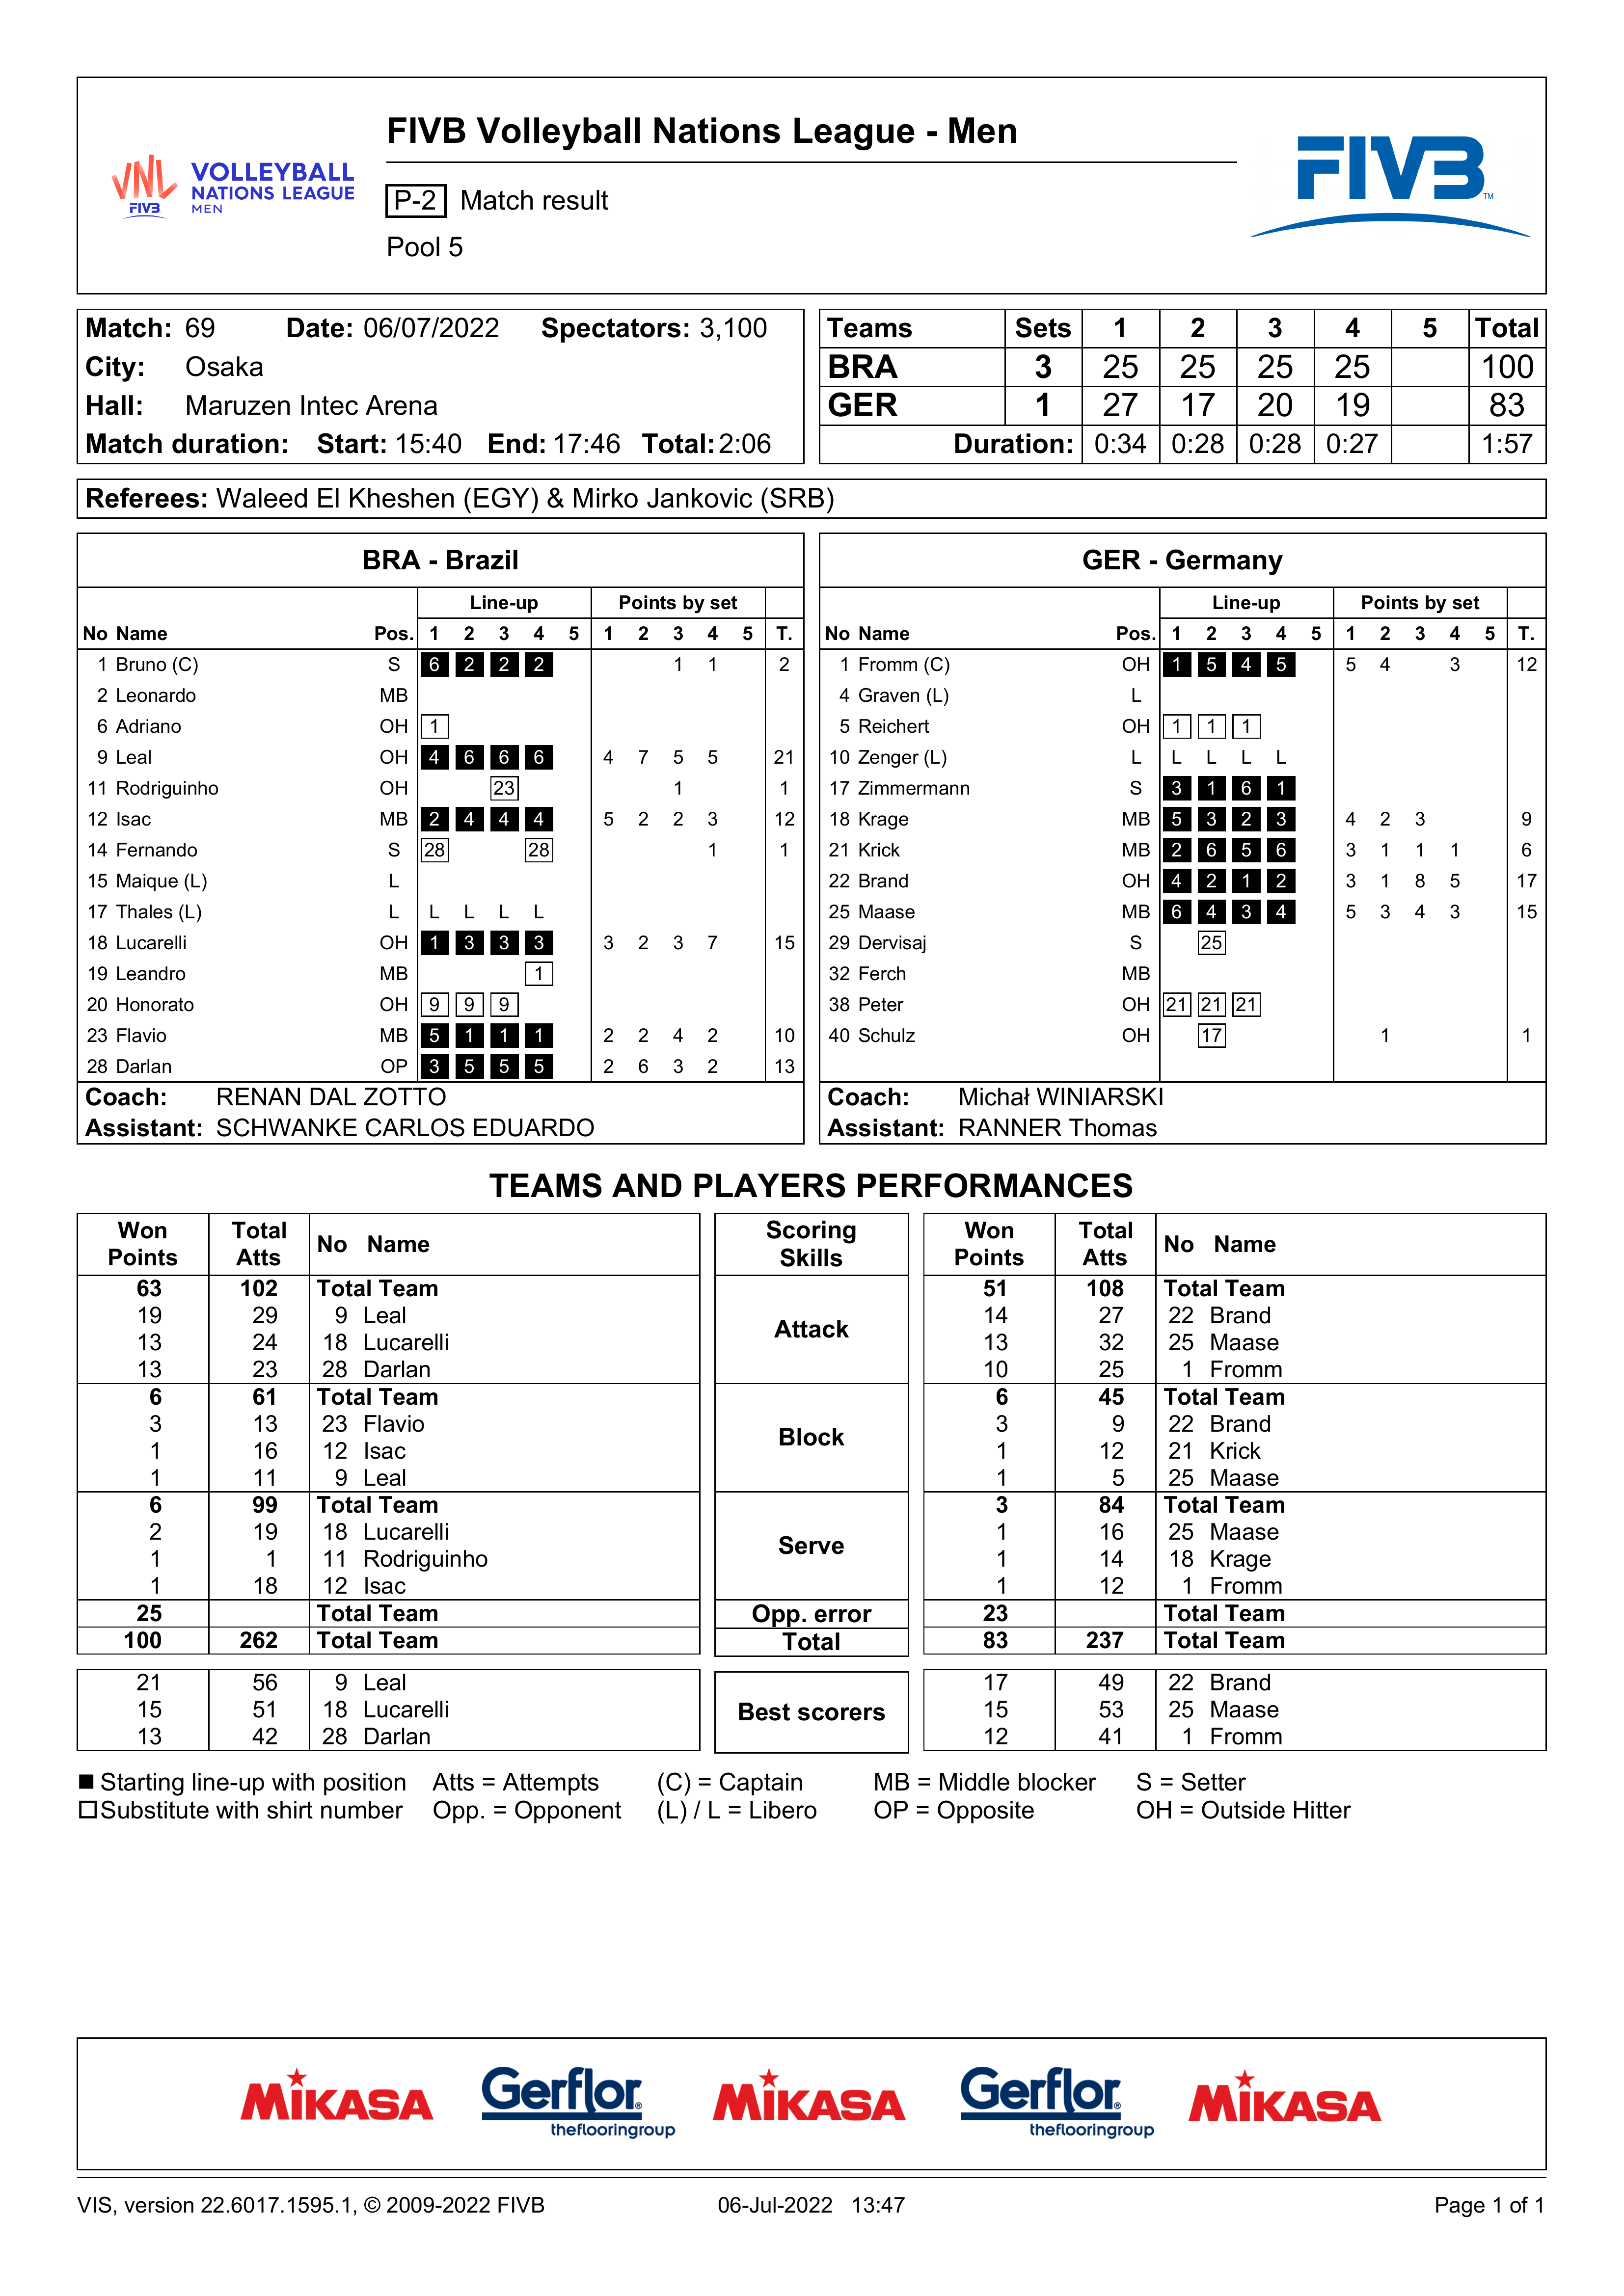 FIVB Volleyball Nations League - Men
VNL FIVB
VOLLEYBALL
NATIONS LEAGUE
MEN
P-2 Match result
Pool 5
FIVB TM
Match: 69 Date: 06/07/2022 Spectators: 3,100
City: Osaka
Hall: Maruzen Intec Arena
Match duration: Start: 15:40 End: 17:46 Total: 2:06
Teams Sets 1 2 3 4 5 Total
BRA 3 25 25 25 25 100
GER 1 27 17 20 19 83
Duration: 0:34 0:28 0:28 0:27 1:57
Referees: Waleed El Kheshen (EGY) & Mirko Jankovic (SRB)
BRA - Brazil
Line-up Points by set
No Name Pos. 1 2 3 4 5 1 2 3 4 5 T.
1 Bruno (C) S 6 2 2 2 1 1 2
2 Leonardo MB
6 Adriano OH 1
9 Leal OH 4 6 6 6 4 7 5 5 21
11 Rodriguinho OH 23 1 1
12 Isac MB 2 4 4 4 5 2 2 3 12
14 Fernando S 28 28 1 1
15 Maique (L) L
17 Thales (L) L L L L L
18 Lucarelli OH 1 3 3 3 3 2 3 7 15
19 Leandro MB 1
20 Honorato OH 9 9 9
23 Flavio MB 5 1 1 1 2 2 4 2 10
28 Darlan OP 3 5 5 5 2 6 3 2 13
Coach: RENAN DAL ZOTTO
Assistant: SCHWANKE CARLOS EDUARDO
GER - Germany
Line-up Points by set
No Name Pos. 1 2 3 4 5 1 2 3 4 5 T.
1 Fromm (C) OH 1 5 4 5 5 4 3 12
4 Graven (L) L
5 Reichert OH 1 1 1
10 Zenger (L) L L L L L
17 Zimmermann S 3 1 6 1
18 Krage MB 5 3 2 3 4 2 3 9
21 Krick MB 2 6 5 6 3 1 1 1 6
22 Brand OH 4 2 1 2 3 1 8 5 17
25 Maase MB 6 4 3 4 5 3 4 3 15
29 Dervisaj S 25
32 Ferch MB
38 Peter OH 21 21 21
40 Schulz OH 17 1 1
Coach: Michał WINIARSKI
Assistant: RANNER Thomas
TEAMS AND PLAYERS PERFORMANCES
Won Points Total Atts No Name Scoring Skills Won Points Total Atts No Name
63 102 Total Team Attack 51 108 Total Team
19 29 9 Leal 14 27 22 Brand
13 24 18 Lucarelli 13 32 25 Maase
13 23 28 Darlan 10 25 1 Fromm
6 61 Total Team Block 6 45 Total Team
3 13 23 Flavio 3 9 22 Brand
1 16 12 Isac 1 12 21 Krick
1 11 9 Leal 1 5 25 Maase
6 99 Total Team Serve 3 84 Total Team
2 19 18 Lucarelli 1 16 25 Maase
1 1 11 Rodriguinho 1 14 18 Krage
1 18 12 Isac 1 12 1 Fromm
25 Total Team Opp. error 23 Total Team
100 262 Total Team Total 83 237 Total Team
21 56 9 Leal Best scorers 17 49 22 Brand
15 51 18 Lucarelli 15 53 25 Maase
13 42 28 Darlan 12 41 1 Fromm
Starting line-up with position Atts = Attempts (C) = Captain MB = Middle blocker S = Setter
Substitute with shirt number Opp. = Opponent (L) / L = Libero OP = Opposite OH = Outside Hitter
MIKASA Gerflor® theflooringgroup MIKASA Gerflor® theflooringgroup MIKASA
VIS, version 22.6017.1595.1, © 2009-2022 FIVB 06-Jul-2022 13:47 Page 1 of 1